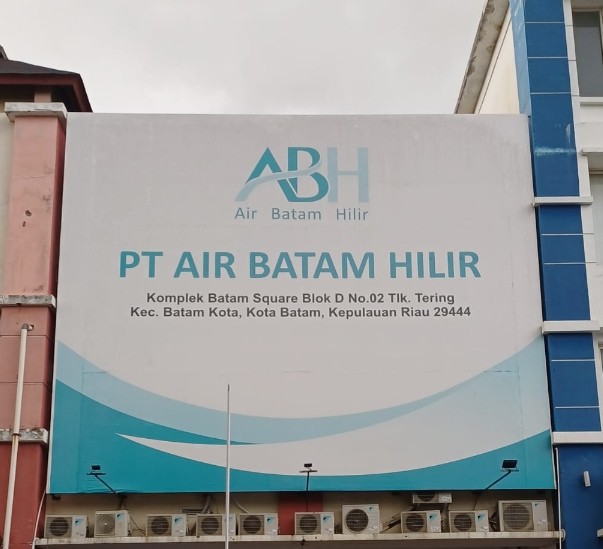 ABH
Air Batam Hilir
PT AIR BATAM HILIR
Komplek Batam Square Blok D No.02 Tlk. Tering
Kec. Batam Kota, Kota Batam, Kepulauan Riau 29444